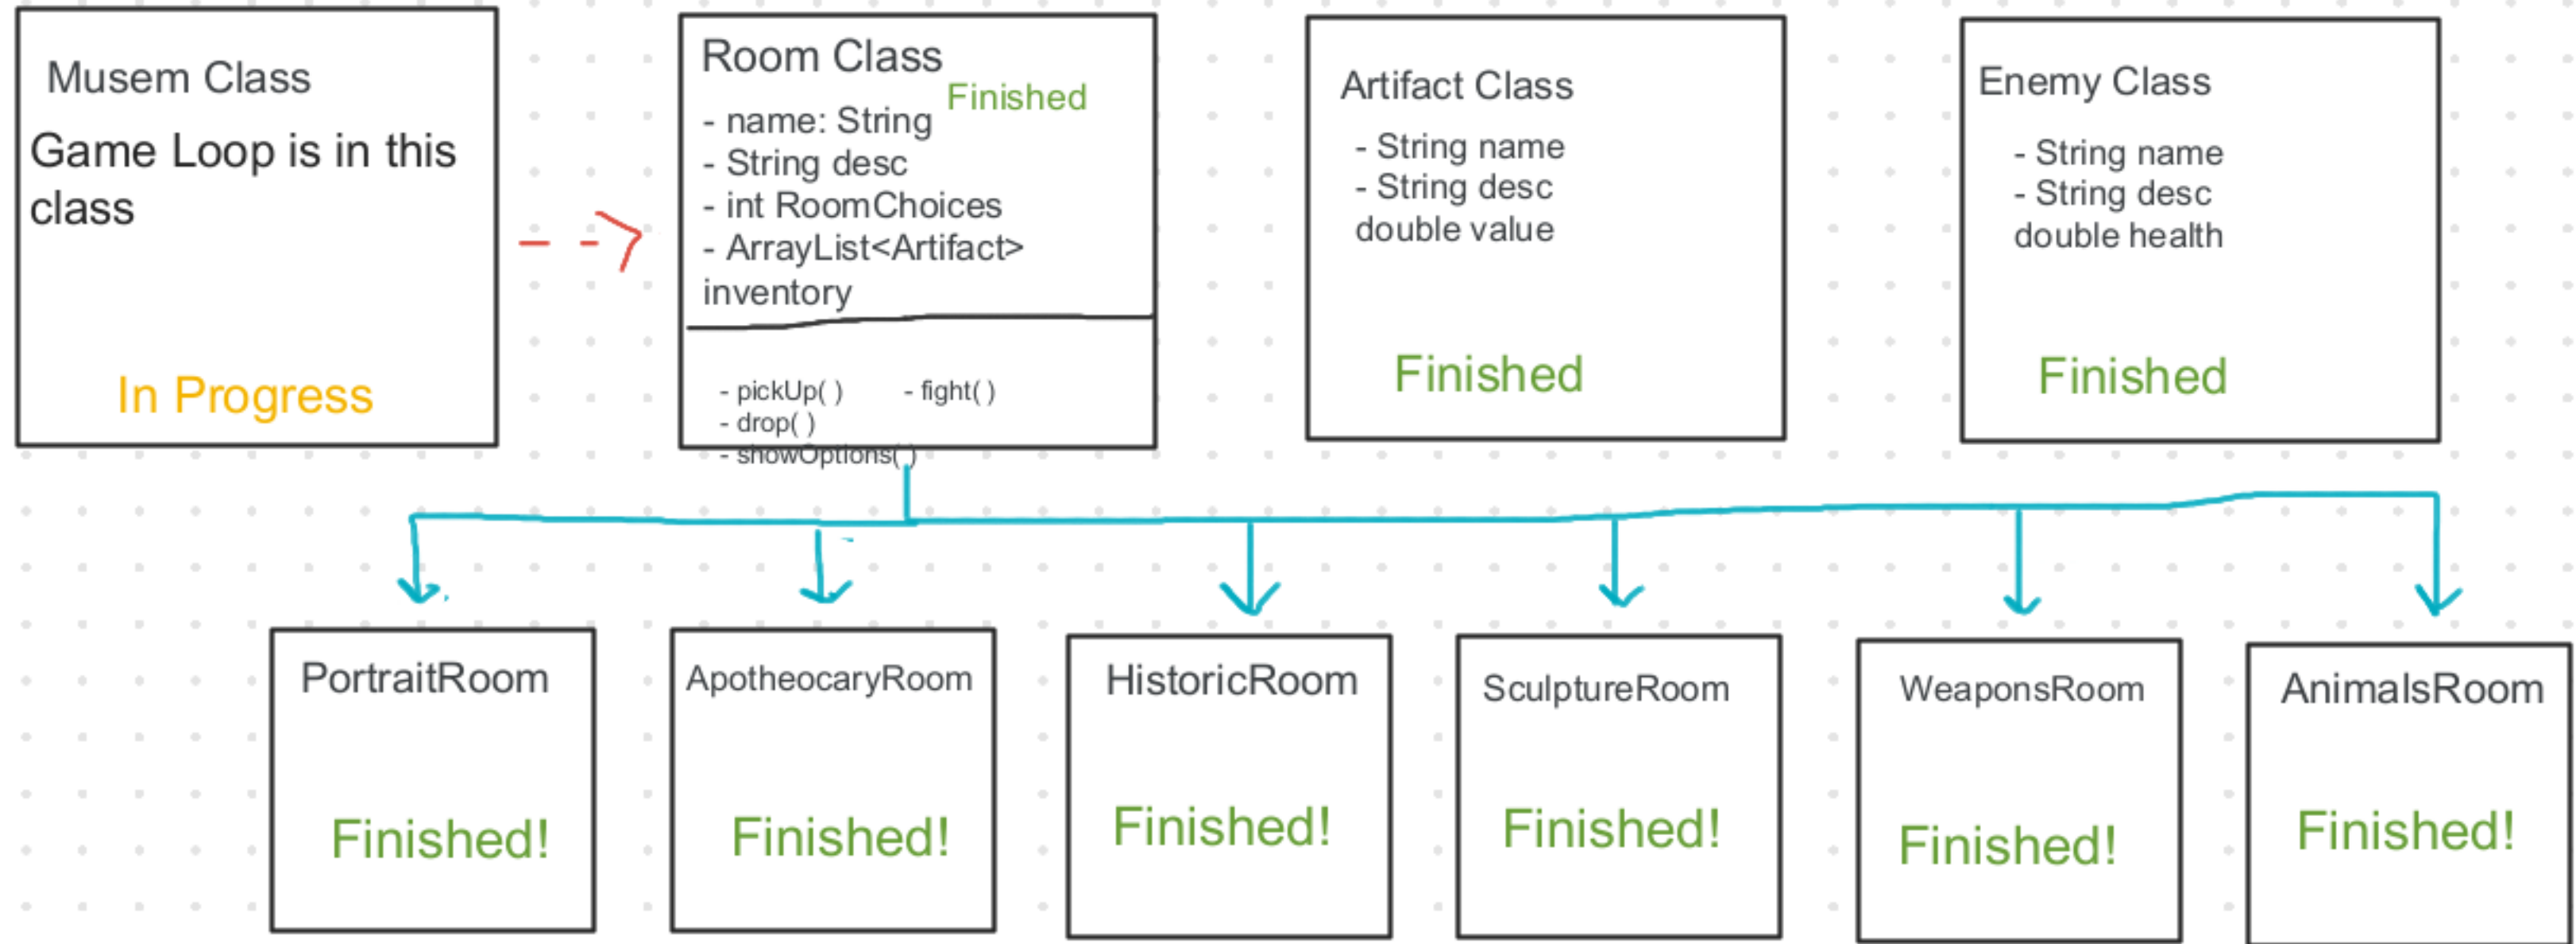 Musem Class
Game Loop is in this
class
In Progress
Room Class
Finished
- name: String
- String desc
- int RoomChoices
- ArrayList<Artifact>
inventory
- pickUp( ) - fight( )
- drop( )
- showOptions( )
Artifact Class
- String name
- String desc
double value
Finished
Enemy Class
- String name
- String desc
double health
Finished
PortraitRoom
Finished!
ApotheocaryRoom
Finished!
HistoricRoom
Finished!
SculptureRoom
Finished!
WeaponsRoom
Finished!
AnimalsRoom
Finished!